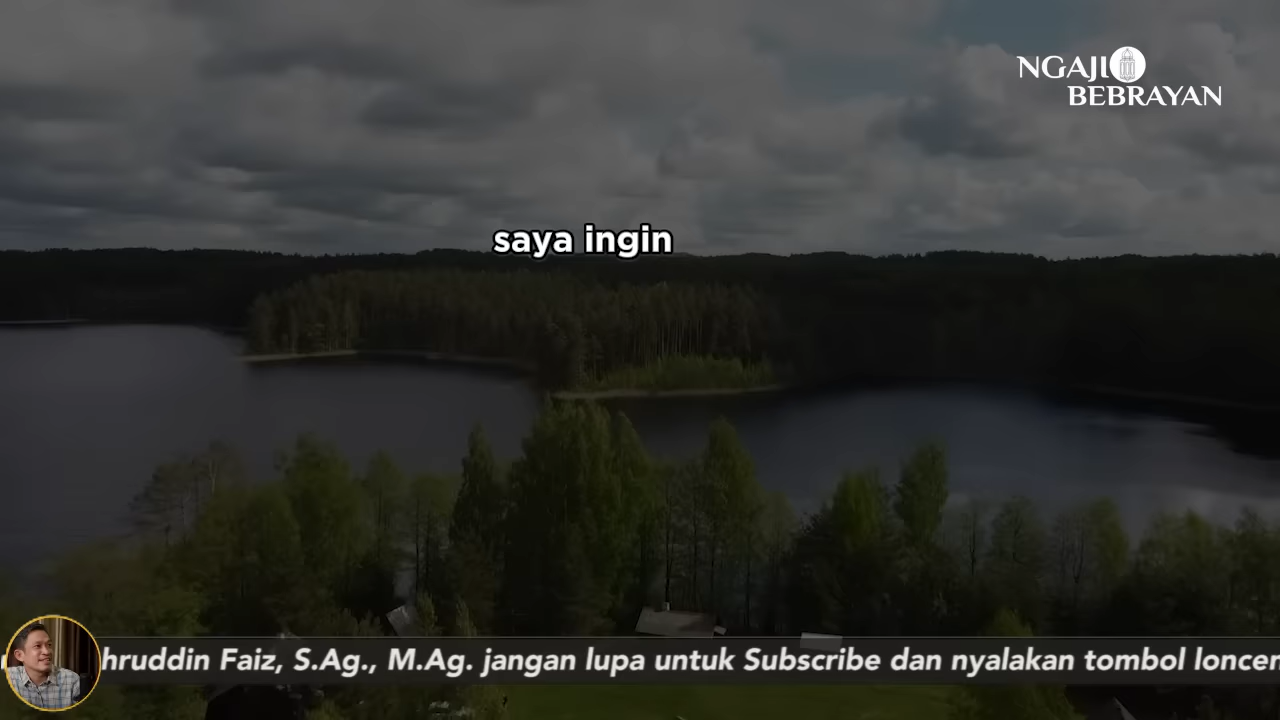 NGAJI
BEBRAYAN
saya ingin
hruddin Faiz, S.Ag., M.Ag. jangan lupa untuk Subscribe dan nyalakan tombol loncen